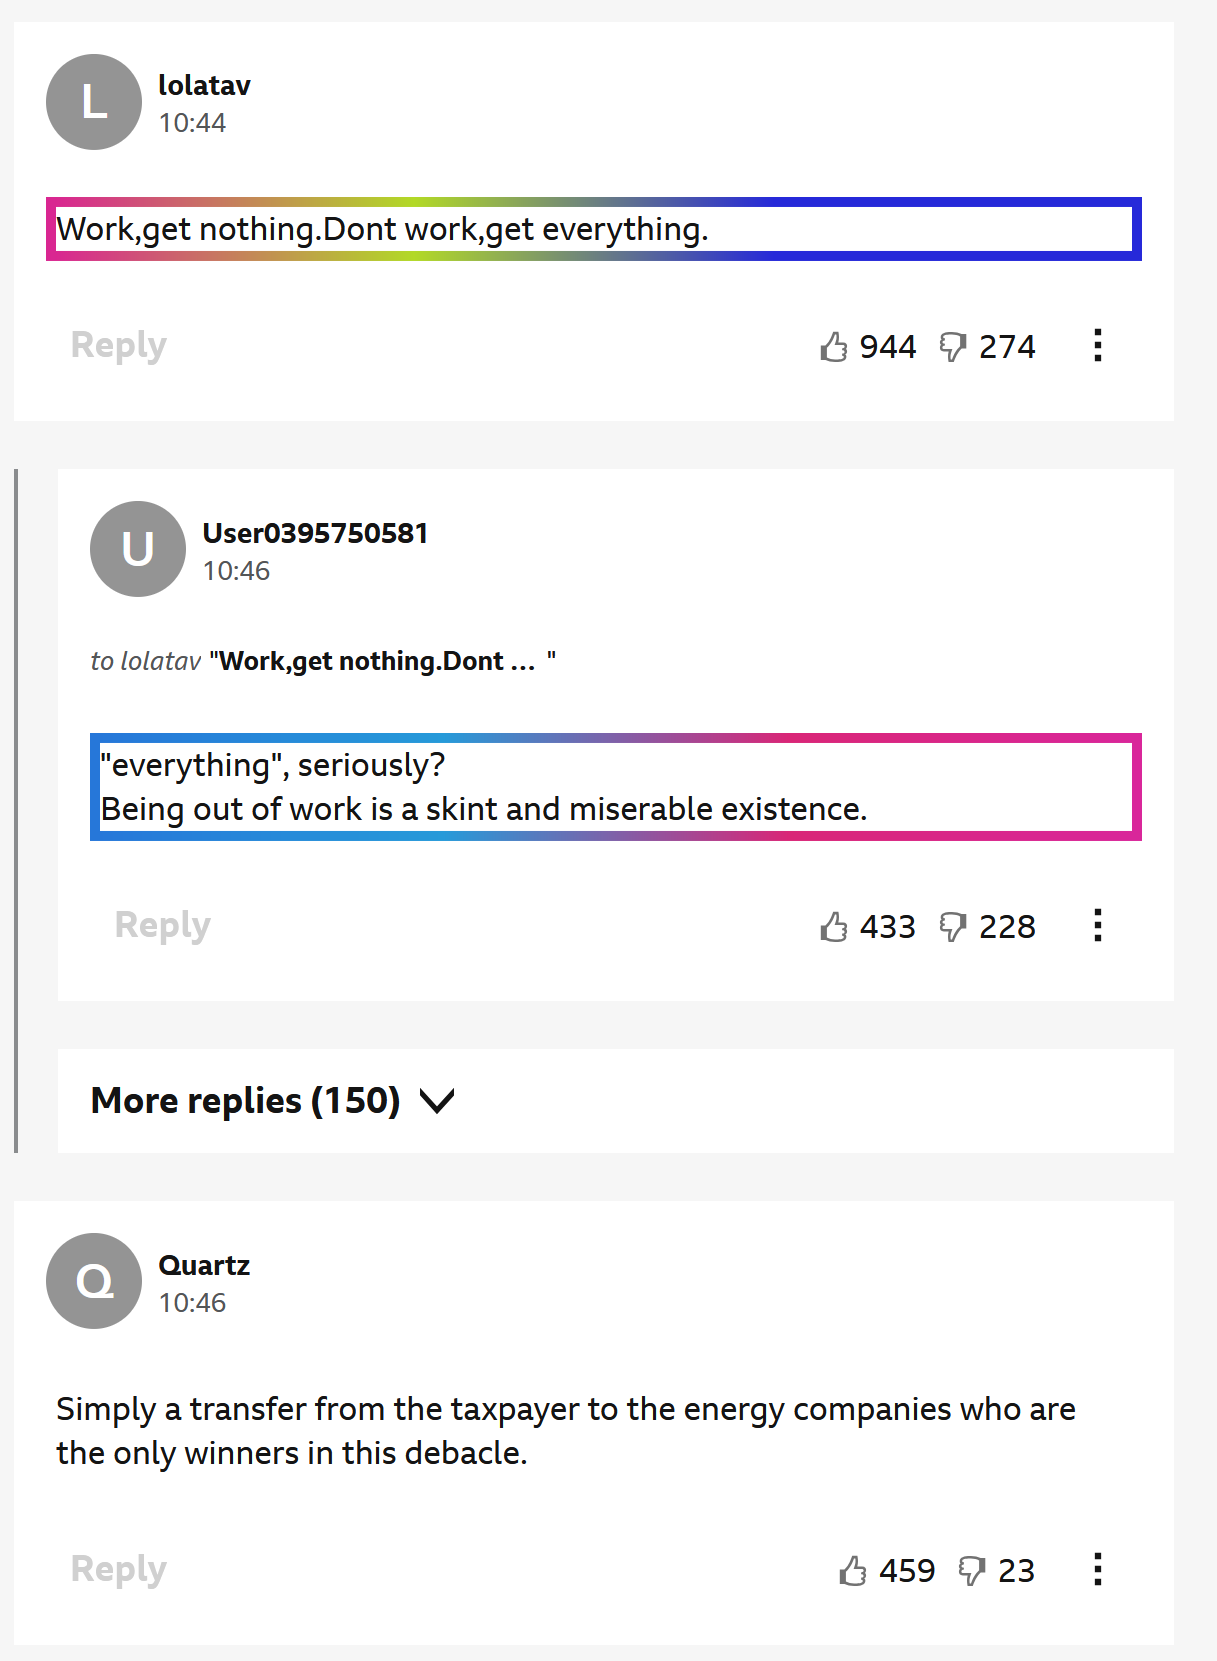 L
lolatav
10:44
Work,get nothing.Dont work,get everything.
Reply
944 274
U
User0395750581
10:46
to lolatav "Work,get nothing.Dont ... "
"everything", seriously?
Being out of work is a skint and miserable existence.
Reply
433 228
More replies (150)
Q
Quartz
10:46
Simply a transfer from the taxpayer to the energy companies who are
the only winners in this debacle.
Reply
459 23